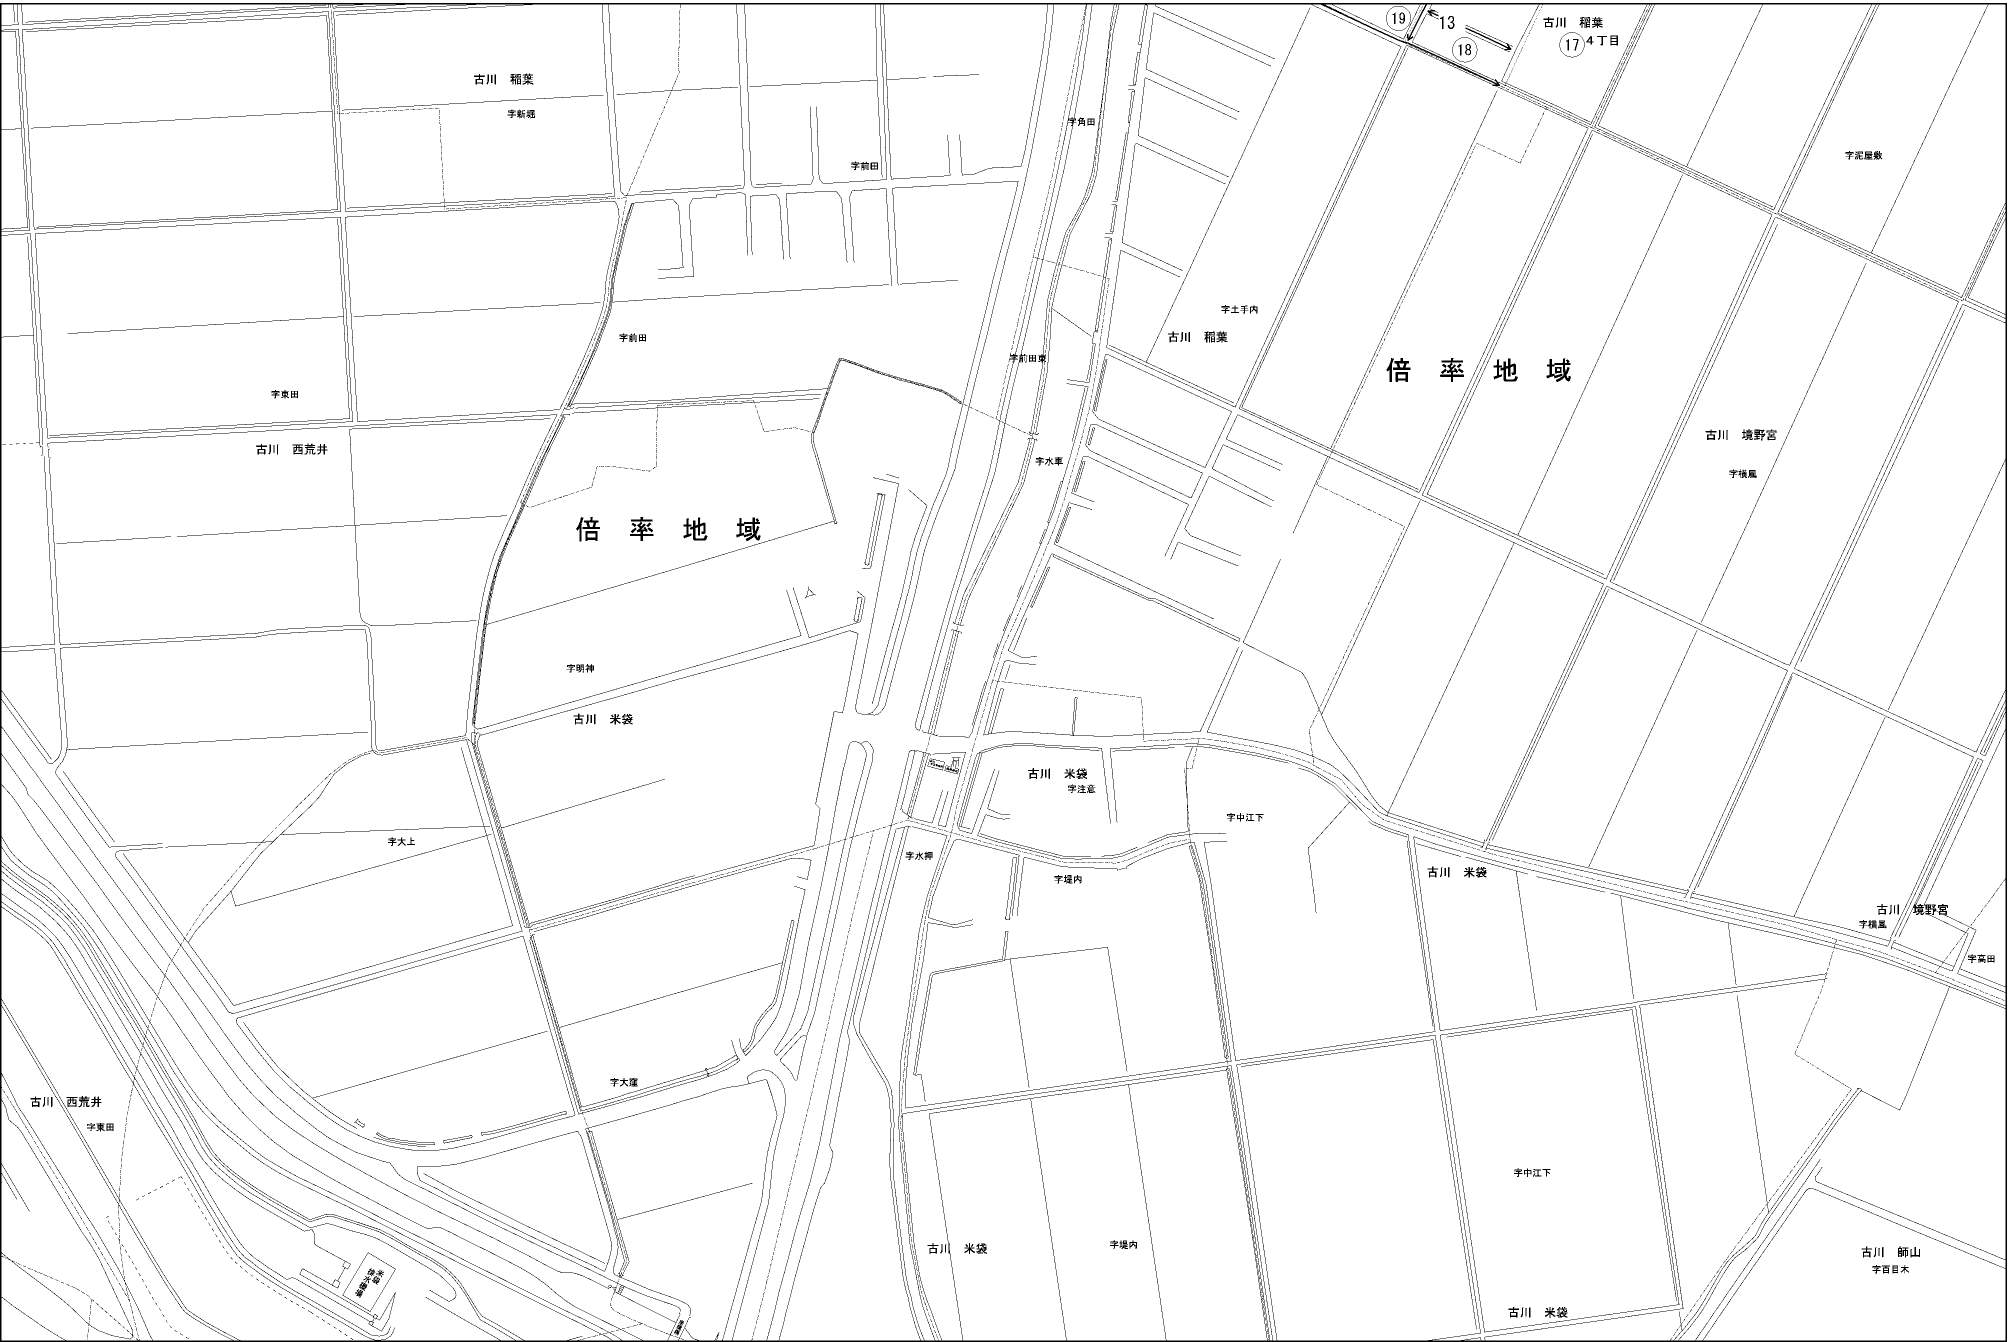 19
13
古川 稲葉
17 4丁目
18
古川 稲葉
字新堀
字角田
字前田
字泥屋敷
字土手内
古川 稲葉
字前田
字前田東
倍率地域
字東田
古川 西荒井
古川 境野宮
字横風
字水車
倍率地域
字明神
古川 米袋
古川 米袋
字注意
字中江下
字大上
字水押
字堤内
古川 米袋
古川 境野宮
字横風
字高田
字大窪
古川 西荒井
字東田
字中江下
字堤内
古川 米袋
古川 師山
字百目木
米袋
排水機場
古川 米袋